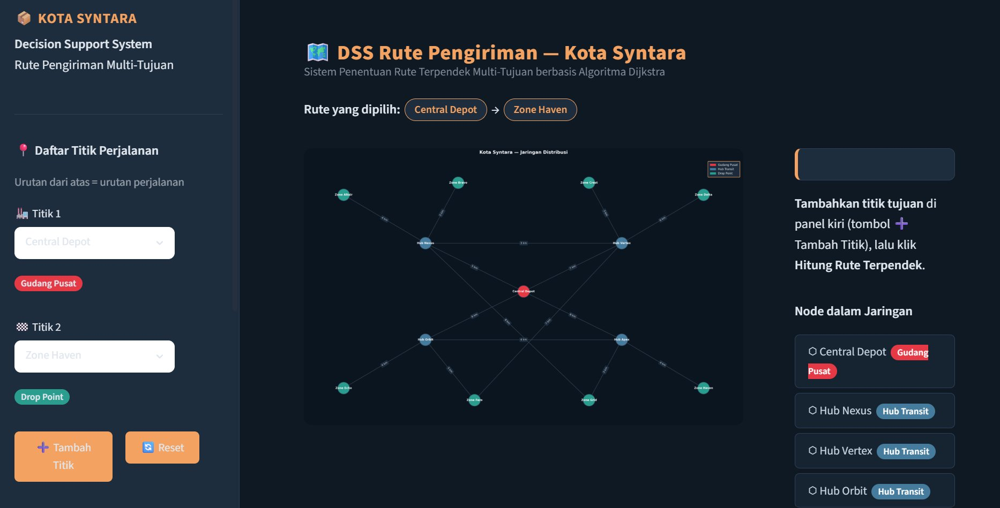 📦 KOTA SYNTARA
Decision Support System
Rute Pengiriman Multi-Tujuan
📍 Daftar Titik Perjalanan
Urutan dari atas = urutan perjalanan
🏭 Titik 1
Central Depot
Gudang Pusat
🏁 Titik 2
Zone Haven
Drop Point
➕ Tambah
Titik
🔄 Reset
🗺️ DSS Rute Pengiriman — Kota Syntara
Sistem Penentuan Rute Terpendek Multi-Tujuan berbasis Algoritma Dijkstra
Rute yang dipilih: Central Depot → Zone Haven
Kota Syntara — Jaringan Distribusi
Gudang Pusat
Hub Transit
Drop Point
Zone Bravo
Zone Crest
Zone Altair
Zone Delta
5 km
3 km
4 km
6 km
Hub Nexus
3 km
Hub Vertex
5 km
7 km
Central Depot
6 km
8 km
8 km
7 km
Hub Orbit
4 km
Hub Apex
4 km
5 km
5 km
4 km
Zone Echo
Zone Faro
Zone Grid
Zone Haven
Tambahkan titik tujuan di
panel kiri (tombol ➕
Tambah Titik), lalu klik
Hitung Rute Terpendek.
Node dalam Jaringan
⬡ Central Depot Gudang
Pusat
⬡ Hub Nexus Hub Transit
⬡ Hub Vertex Hub Transit
⬡ Hub Orbit Hub Transit